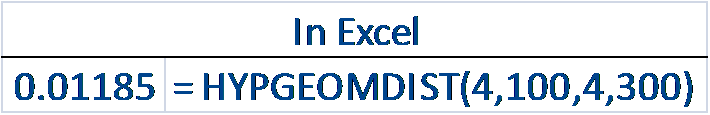 In Excel
0.01185 = HYPGEOMDIST(4,100,4,300)